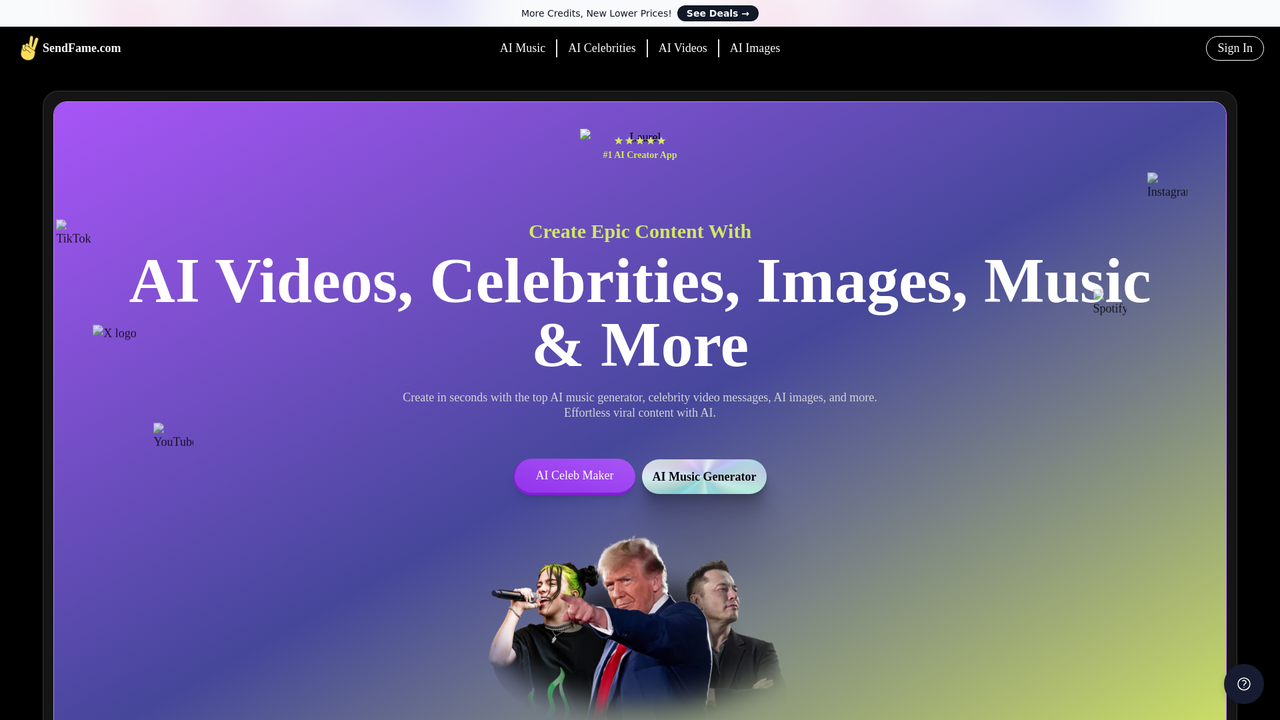 More Credits, New Lower Prices! See Deals →
SendFame.com
AI Music
AI Celebrities
AI Videos
AI Images
Sign In
Laurel
#1 AI Creator App
Instagram
TikTok
Create Epic Content With
AI Videos, Celebrities, Images, Music
& More
Spotify
X logo
Create in seconds with the top AI music generator, celebrity video messages, AI images, and more.
Effortless viral content with AI.
YouTube
AI Celeb Maker
AI Music Generator